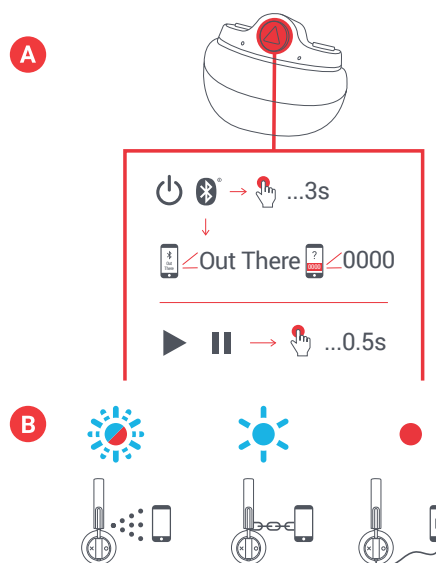 A
...3s
Out There
Out There
?
0000
0000
...0.5s
B